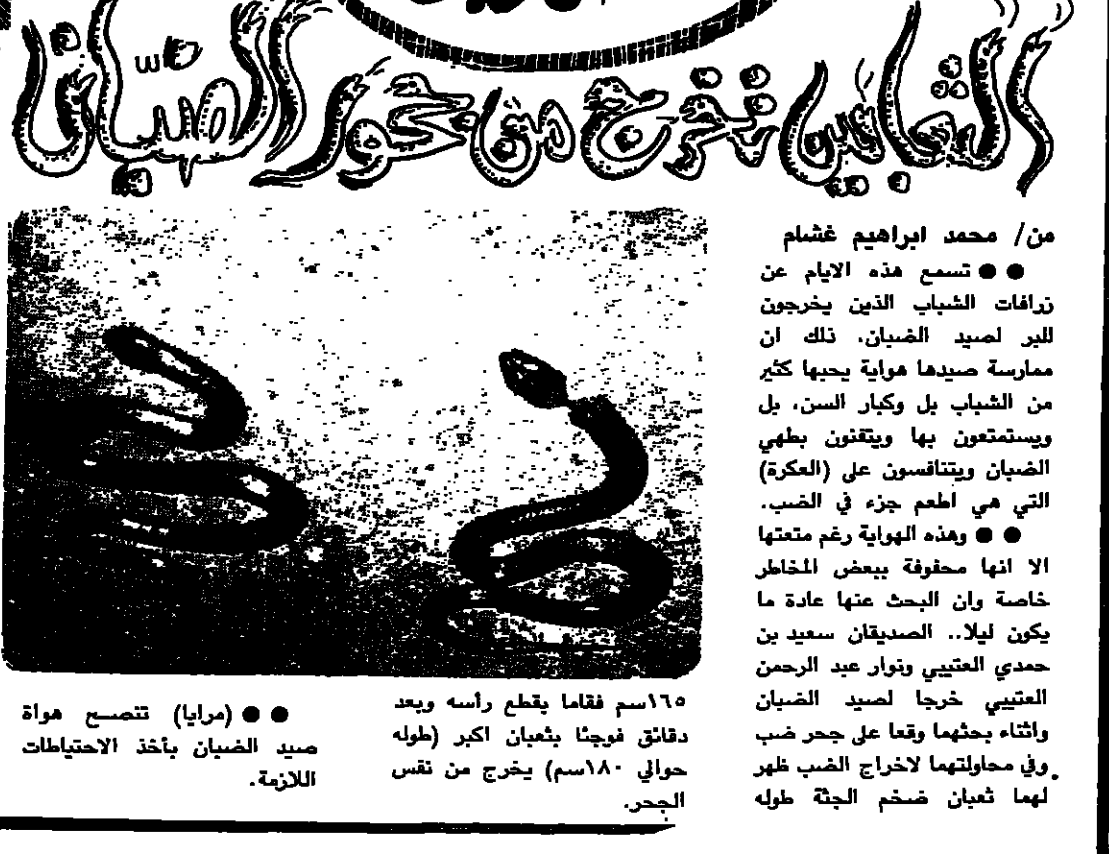 الثعابين تخرج من جحور الضبّان
من/ محمد ابراهيم غشام
●● تسمع هذه الايام عن
زرافات الشباب الذين يخرجون
للبر لصيد الضبان، ذلك ان
ممارسة صيدها هواية يحبها كثير
من الشباب بل وكبار السن، بل
ويستمتعون بها ويتقنون بطهي
الضبان ويتنافسون على (العكرة)
التي هي اطعم جزء في الضب.
●● وهذه الهواية رغم متعتها
الا انها محفوفة ببعض المخاطر
خاصة وان البحث عنها عادة ما
يكون ليلا.. الصديقان سعيد بن
حمدي العتيبي ونوار عبد الرحمن
العتيبي خرجا لصيد الضبان
واثناء بحثهما وقعا على جحر ضب
وفي محاولتهما لاخراج الضب ظهر
لهما ثعبان ضخم الجثة طوله
١٦٥سم فقاما بقطع رأسه وبعد
دقائق فوجئا بثعبان اكبر (طوله
حوالي ١٨٠سم) يخرج من نفس
الجحر.
●● (مرايا) تنصح هواة
صيد الضبان بأخذ الاحتياطات
اللازمة.